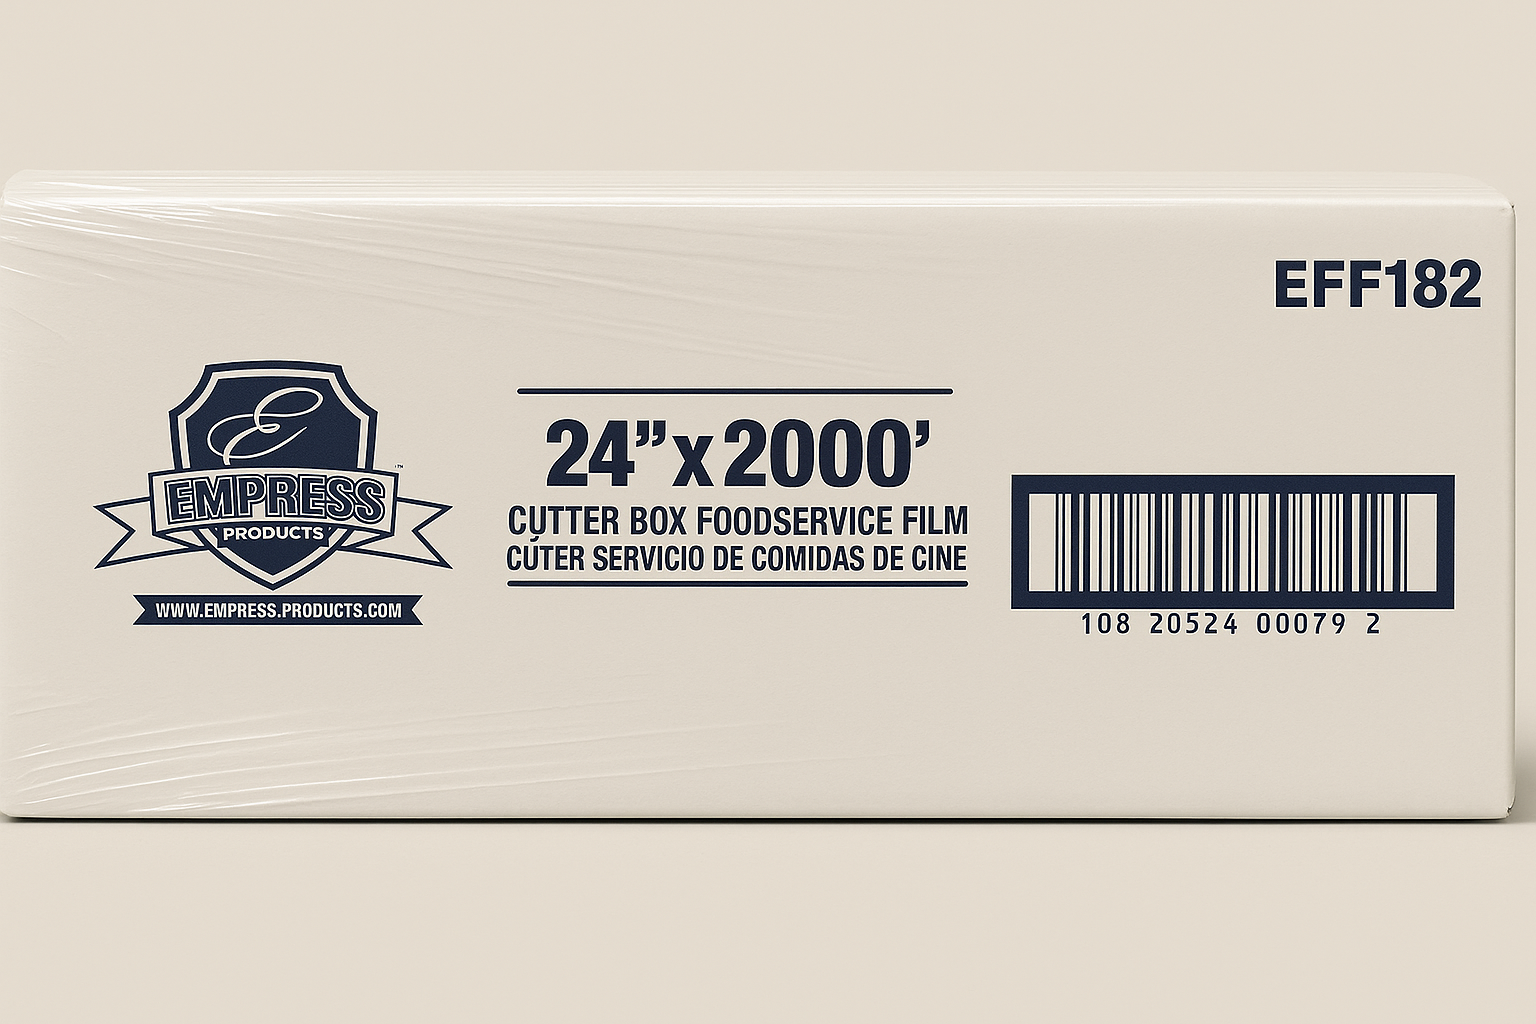 EFF182
E
EMPRESS
™
PRODUCTS
WWW.EMPRESS.PRODUCTS.COM
24”x2000’
CUTTER BOX FOODSERVICE FILM
CÚTER SERVICIO DE COMIDAS DE CINE
108 20524 00079 2